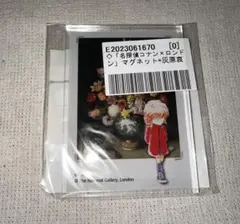 E2023061670 [0]
◇「名探偵コナン×ロンド
ン」マグネット*灰原哀
The National Gallery, London